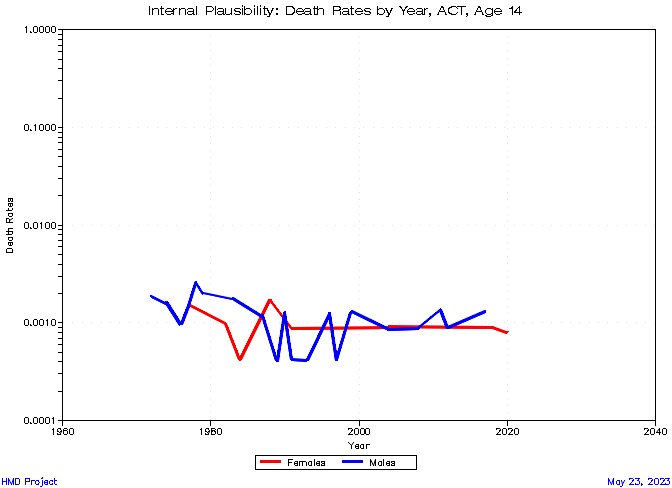 Internal Plausibility: Death Rates by Year, ACT, Age 14
1.0000
0.1000
0.0100
0.0010
0.0001
Death Rates
1960 1980 2000 2020 2040
Year
Females Males
HMD Project May 23, 2023